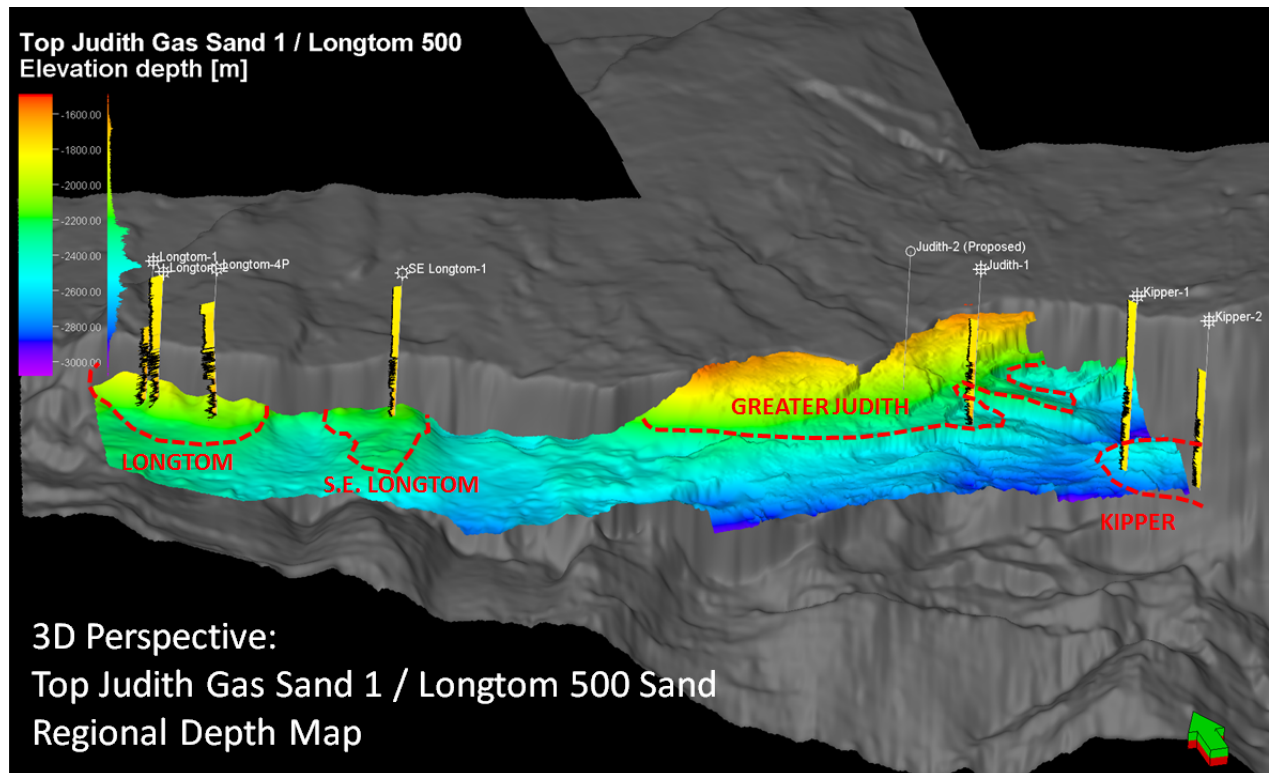 Top Judith Gas Sand 1 / Longtom 500
Elevation depth [m]
-1600.00
-1800.00
-2000.00
-2200.00
-2400.00
-2600.00
-2800.00
-3000.00
Longtom-1
Longtom-4P
SE Longtom-1
Judith-2 (Proposed)
Judith-1
Kipper-1
Kipper-2
GREATER JUDITH
LONGTOM
S.E. LONGTOM
KIPPER
3D Perspective:
Top Judith Gas Sand 1 / Longtom 500 Sand
Regional Depth Map